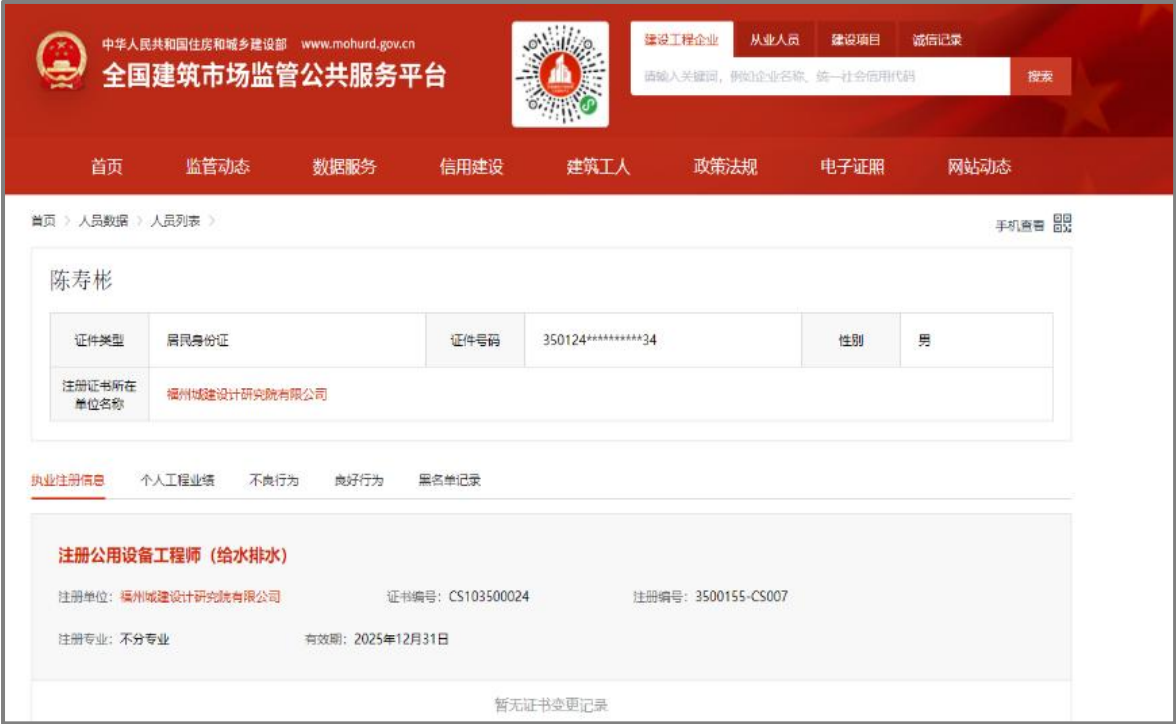 中华人民共和国住房和城乡建设部 www.mohurd.gov.cn
全国建筑市场监管公共服务平台
建设工程企业 从业人员 建设项目 诚信记录
请输入关键词，例如企业名称、统一社会信用代码 搜索
首页 监管动态 数据服务 信用建设 建筑工人 政策法规 电子证照 网站动态
首页 > 人员数据 > 人员列表 >
手机查看
陈寿彬
证件类型 居民身份证 证件号码 350124**********34 性别 男
注册证书所在
单位名称 福州城建设计研究院有限公司
执业注册信息 个人工程业绩 不良行为 良好行为 黑名单记录
注册公用设备工程师（给水排水）
注册单位：福州城建设计研究院有限公司 证书编号：CS103500024 注册编号：3500155-CS007
注册专业：不分专业 有效期：2025年12月31日
暂无证书变更记录